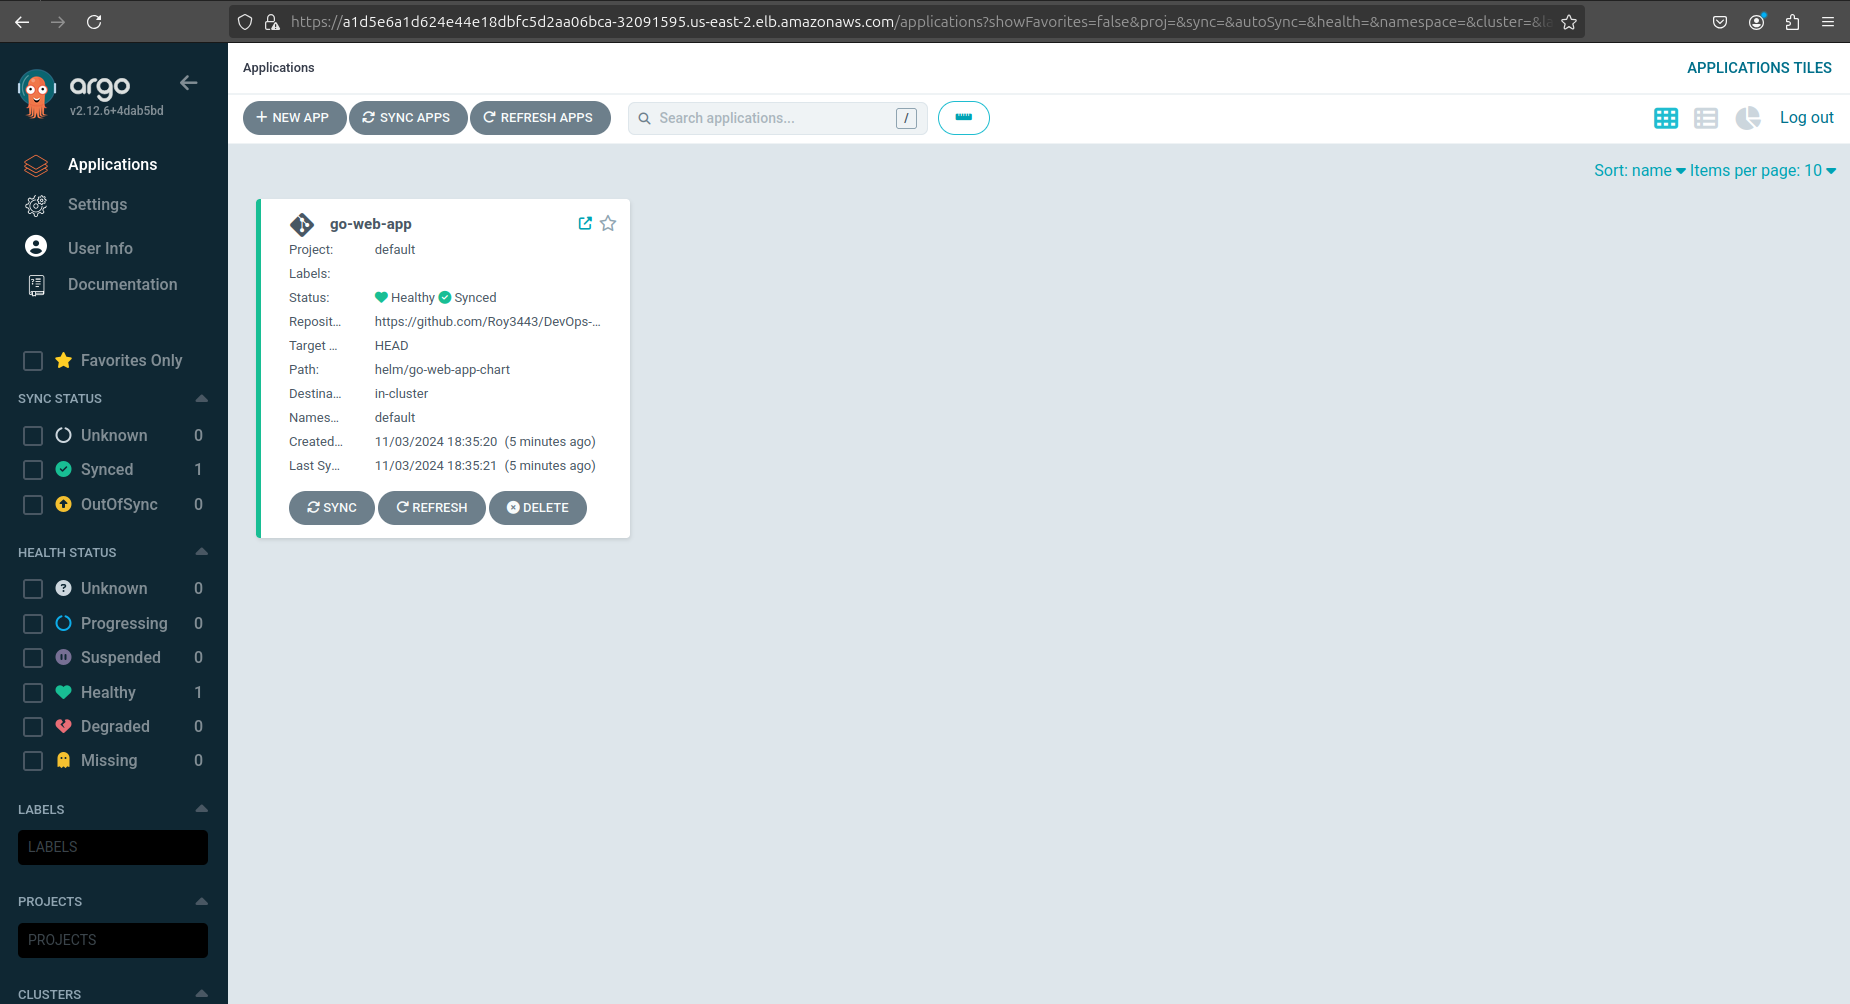 https://a1d5e6a1d624e44e18dbfc5d2aa06bca-32091595.us-east-2.elb.amazonaws.com/applications?showFavorites=false&proj=&sync=&autoSync=&health=&namespace=&cluster=&la
argo
v2.12.6+4dab5bd
Applications
Settings
User Info
Documentation
Favorites Only
SYNC STATUS
Unknown 0
Synced 1
OutOfSync 0
HEALTH STATUS
Unknown 0
Progressing 0
Suspended 0
Healthy 1
Degraded 0
Missing 0
LABELS
LABELS
PROJECTS
PROJECTS
CLUSTERS
Applications
APPLICATIONS TILES
+ NEW APP
SYNC APPS
REFRESH APPS
Search applications...
/
Log out
Sort: name
Items per page: 10
go-web-app
Project: default
Labels:
Status: Healthy Synced
Reposit... https://github.com/Roy3443/DevOps-...
Target ... HEAD
Path: helm/go-web-app-chart
Destina... in-cluster
Names... default
Created... 11/03/2024 18:35:20 (5 minutes ago)
Last Sy... 11/03/2024 18:35:21 (5 minutes ago)
SYNC
REFRESH
DELETE